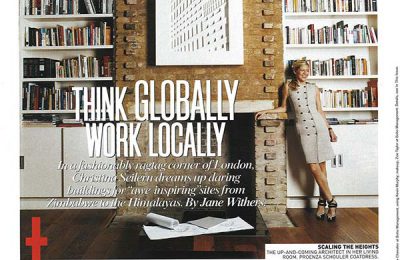 THINK GLOBALLY
WORK LOCALLY
In a fashionably ragtag corner of London,
Christina Seilern dreams up daring
buildings for "awe-inspiring" sites from
Zimbabwe to the Himalayas. By Jane Withers.
SCALING THE HEIGHTS
THE UP-AND-COMING ARCHITECT IN HER LIVING
ROOM. PROENZA SCHOULER COATDRESS.